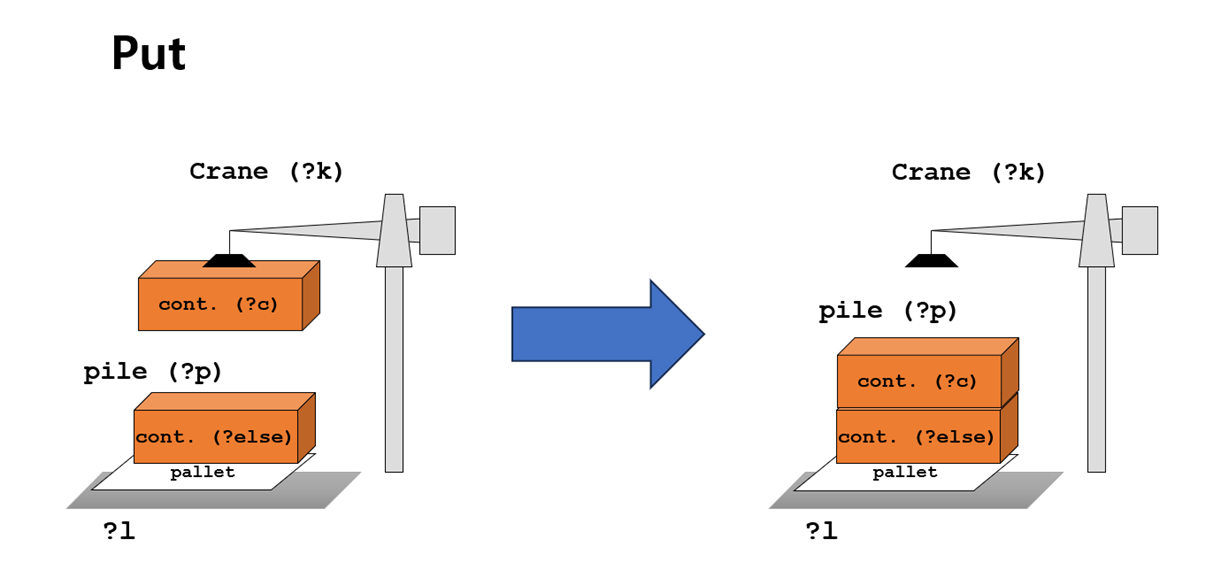 Put
Crane (?k)
cont. (?c)
pile (?p)
cont. (?else)
pallet
?l
Crane (?k)
pile (?p)
cont. (?c)
cont. (?else)
pallet
?l